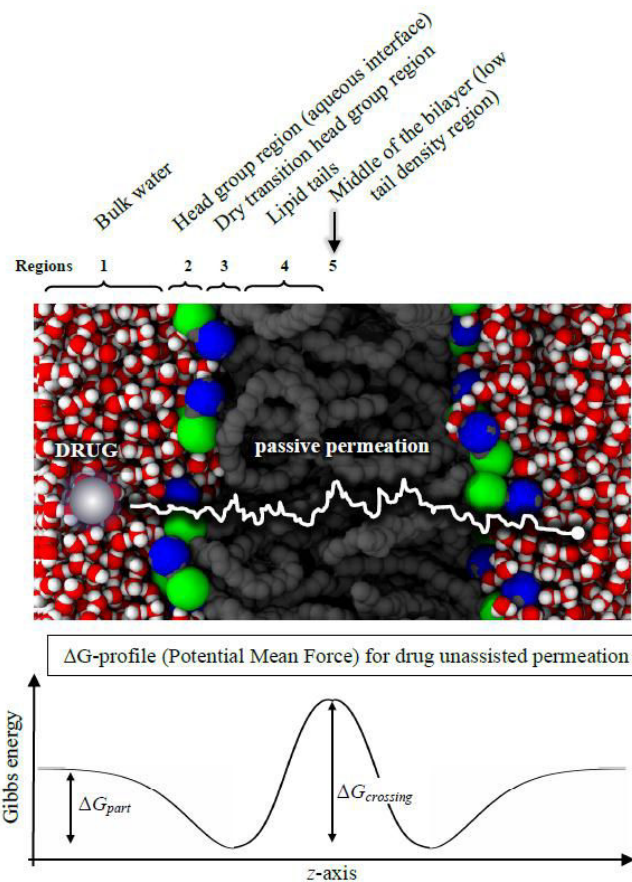 Bulk water
Head group region (aqueous interface)
Dry transition head group region
Lipid tails
Middle of the bilayer (low
tail density region)
Regions 1 2 3 4 5
DRUG
passive permeation
ΔG-profile (Potential Mean Force) for drug unassisted permeation
Gibbs energy
ΔGpart
ΔGcrossing
z-axis